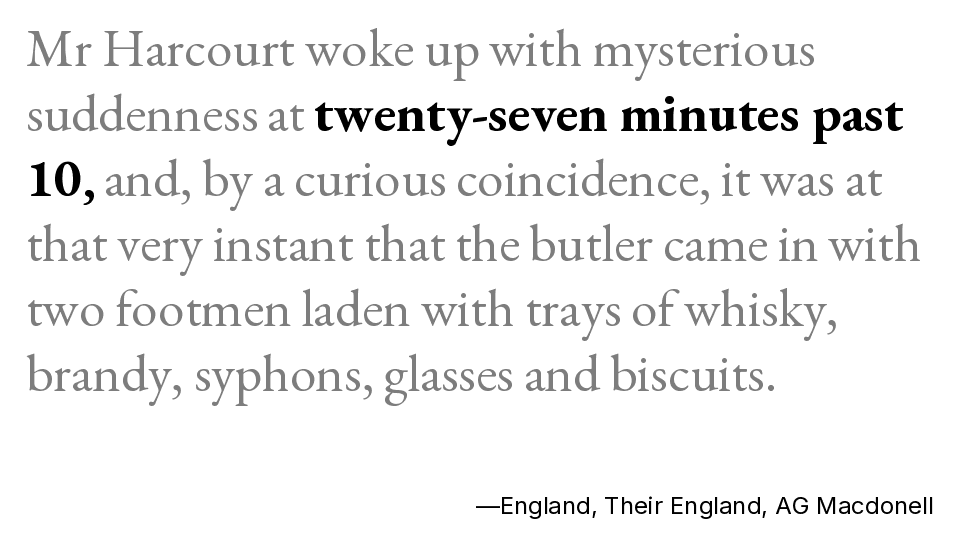 Mr Harcourt woke up with mysterious
suddenness at twenty-seven minutes past
10, and, by a curious coincidence, it was at
that very instant that the butler came in with
two footmen laden with trays of whisky,
brandy, syphons, glasses and biscuits.
—England, Their England, AG Macdonell